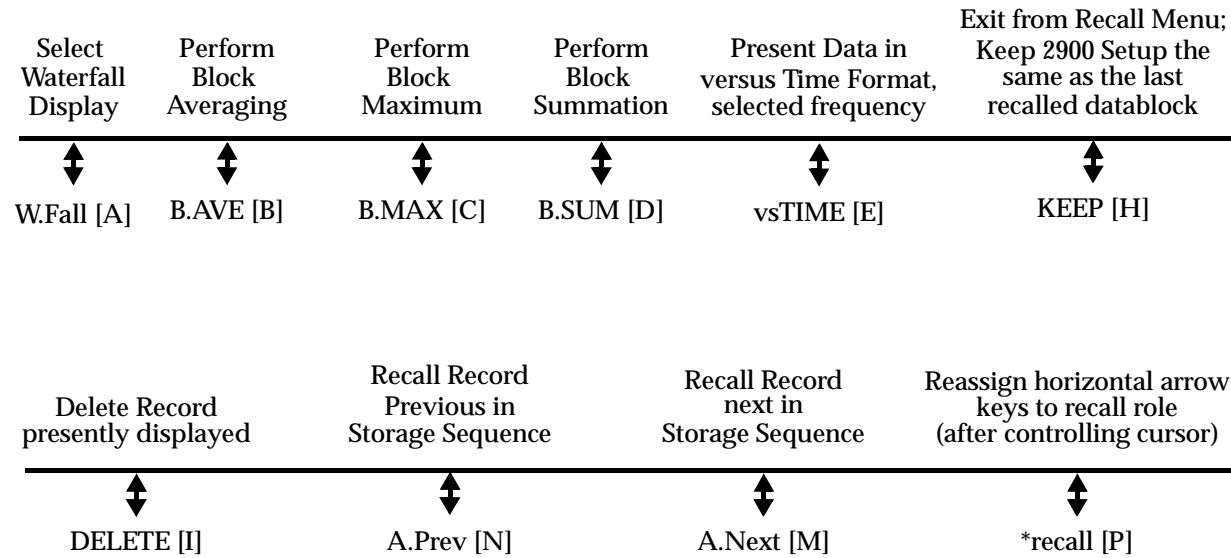 Select
Waterfall
Display
Perform
Block
Averaging
Perform
Block
Maximum
Perform
Block
Summation
Present Data in
versus Time Format,
selected frequency
Exit from Recall Menu;
Keep 2900 Setup the
same as the last
recalled datablock
W.Fall [A]
B.AVE [B]
B.MAX [C]
B.SUM [D]
vsTIME [E]
KEEP [H]
Delete Record
presently displayed
Recall Record
Previous in
Storage Sequence
Recall Record
next in
Storage Sequence
Reassign horizontal arrow
keys to recall role
(after controlling cursor)
DELETE [I]
A.Prev [N]
A.Next [M]
*recall [P]